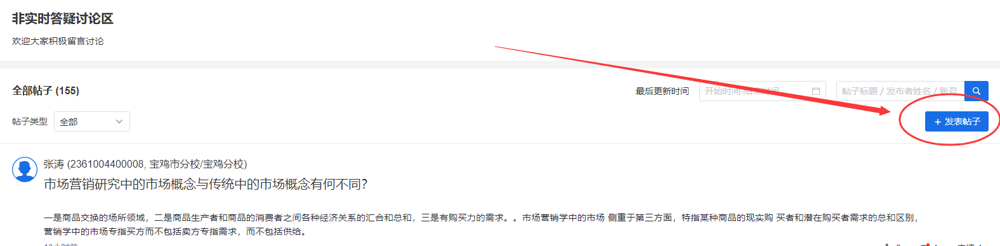 非实时答疑讨论区
欢迎大家积极留言讨论
全部帖子 (155)
最后更新时间
开始时间-结束时间
帖子标题 / 发布者姓名 / 账号
帖子类型
全部
+ 发表帖子
张涛 (2361004400008, 宝鸡市分校/宝鸡分校)
市场营销研究中的市场概念与传统中的市场概念有何不同？
一是商品交换的场所领域，二是商品生产者和商品的消费者之间各种经济关系的汇合和总和，三是有购买力的需求。。市场营销学中的市场 侧重于第三方面，特指某种商品的现实购 买者和潜在购买者需求的总和区别，
营销学中的市场专指买方而不包括卖方专指需求，而不包括供给。